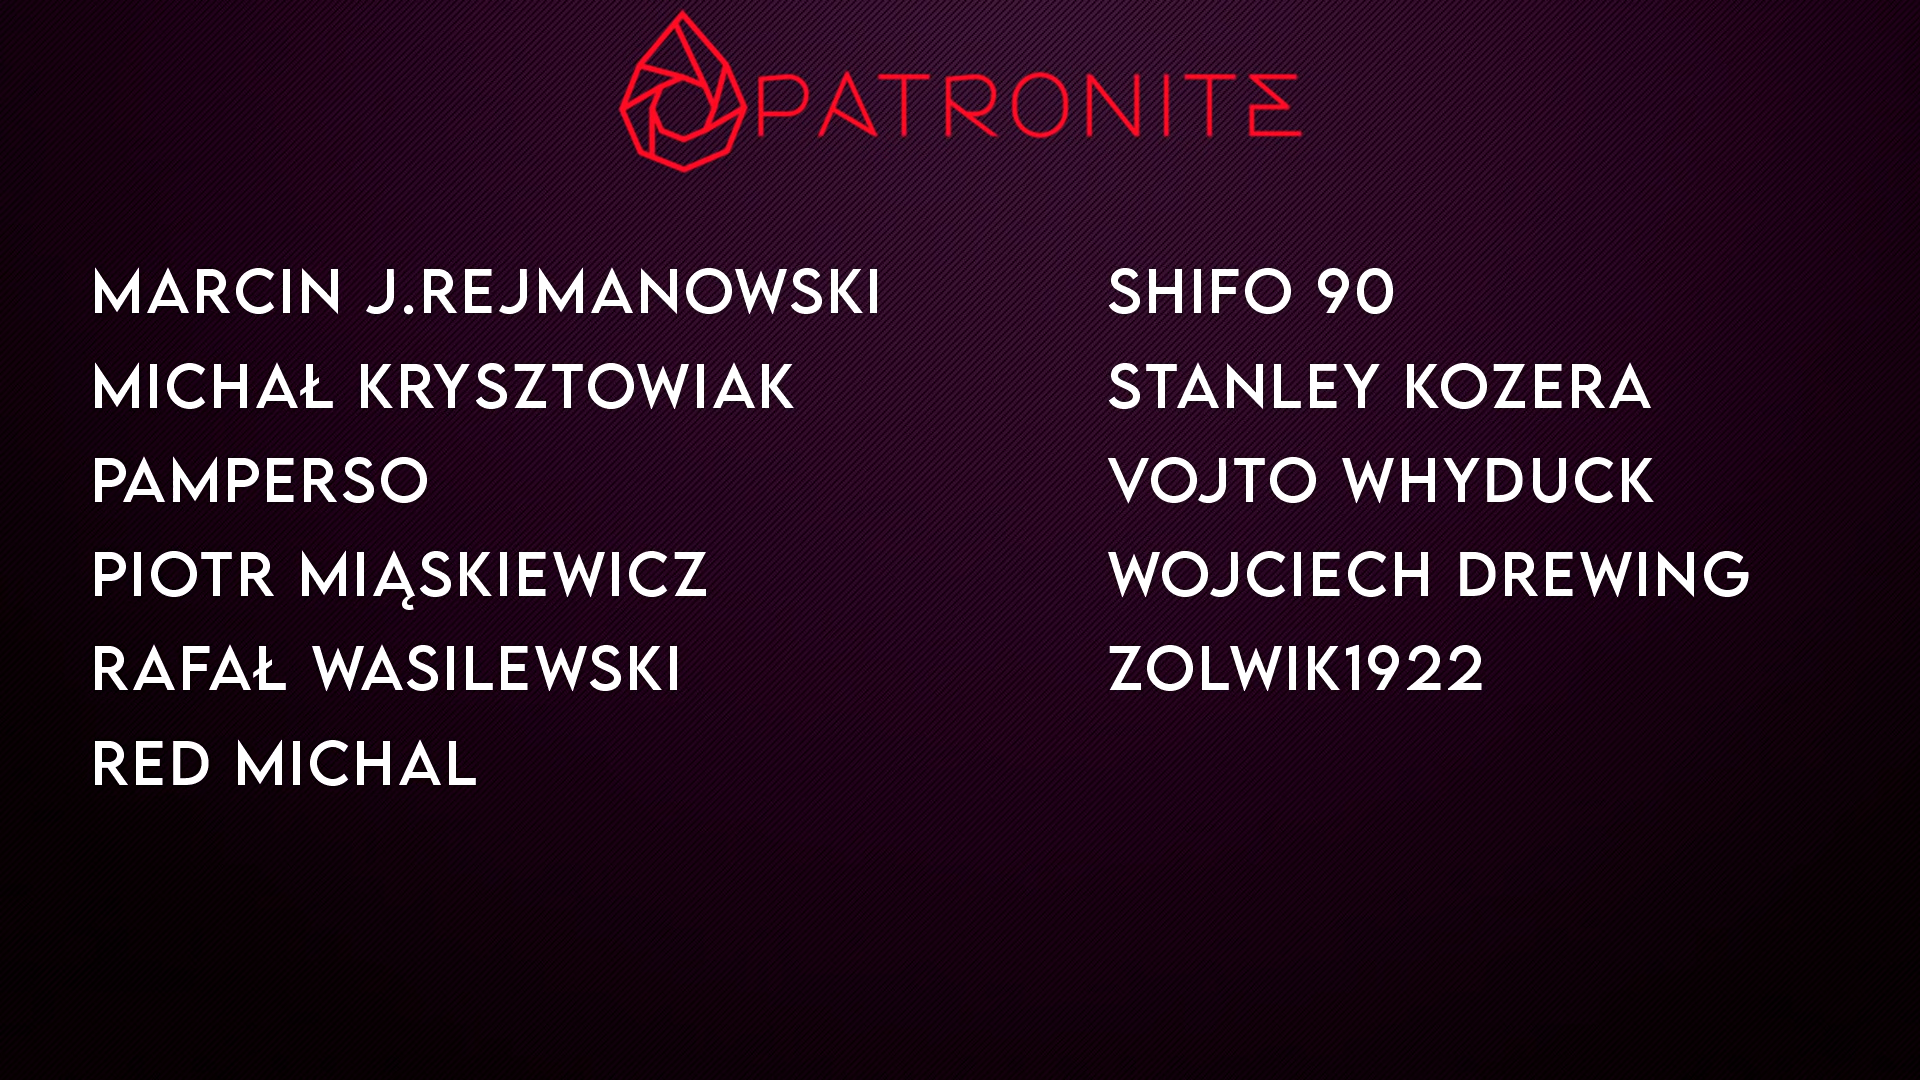 PATRONITE
MARCIN J.REJMANOWSKI
MICHAŁ KRYSZTOWIAK
PAMPERSO
PIOTR MIĄSKIEWICZ
RAFAŁ WASILEWSKI
RED MICHAL
SHIFO 90
STANLEY KOZERA
VOJTO WHYDUCK
WOJCIECH DREWING
ZOLWIK1922